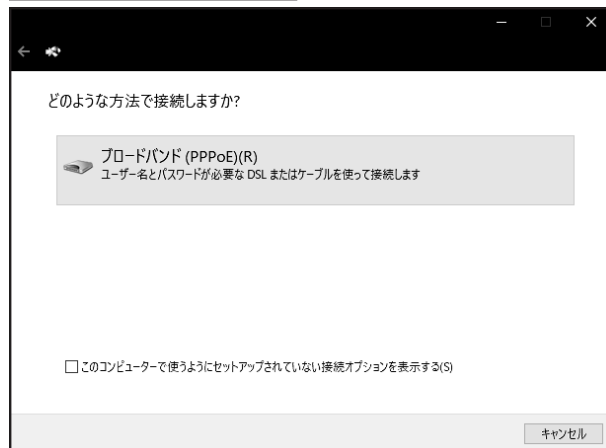 どのような方法で接続しますか?
ブロードバンド (PPPoE)(R)
ユーザー名とパスワードが必要な DSL またはケーブルを使って接続します
このコンピューターで使うようにセットアップされていない接続オプションを表示する(S)
キャンセル